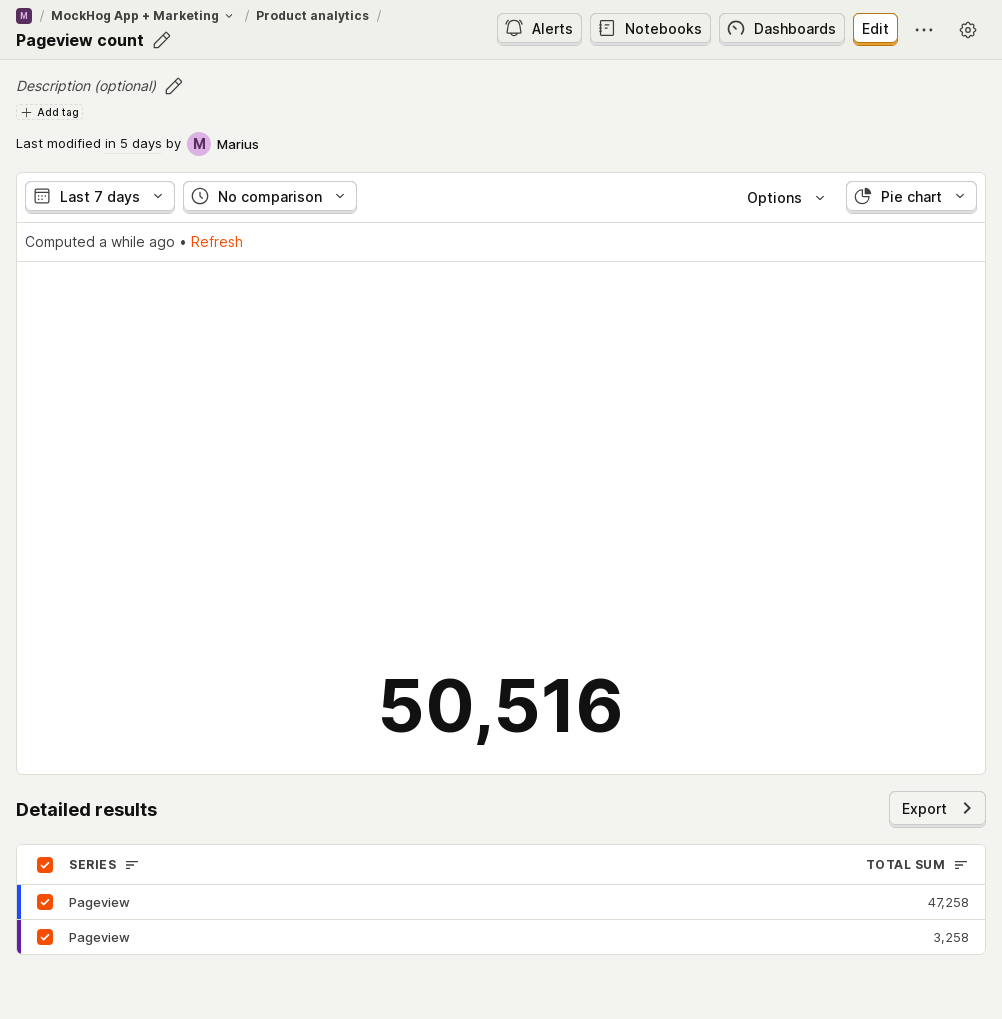 M / MockHog App + Marketing / Product analytics /
Pageview count
Alerts Notebooks Dashboards Edit
Description (optional)
Add tag
Last modified in 5 days by M Marius
Last 7 days No comparison Options Pie chart
Computed a while ago • Refresh
50,516
Detailed results
Export
SERIES TOTAL SUM
Pageview 47,258
Pageview 3,258